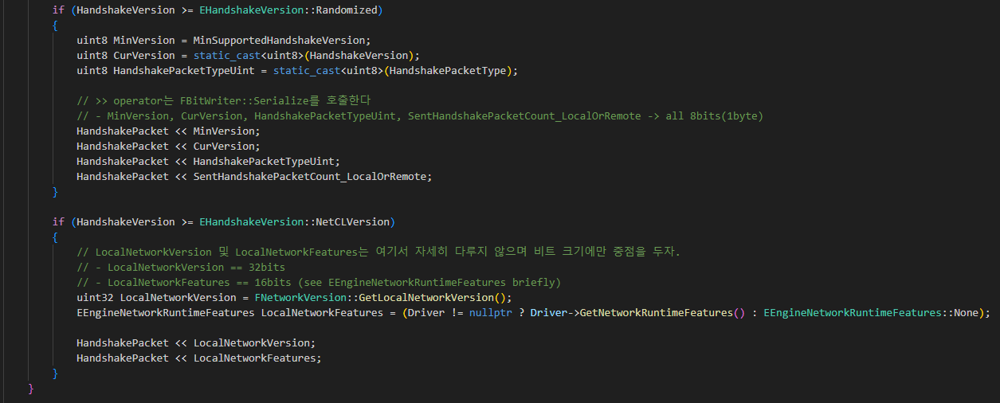 if (HandshakeVersion >= EHandshakeVersion::Randomized)
{
uint8 MinVersion = MinSupportedHandshakeVersion;
uint8 CurVersion = static_cast<uint8>(HandshakeVersion);
uint8 HandshakePacketTypeUint = static_cast<uint8>(HandshakePacketType);
// >> operator는 FBitWriter::Serialize를 호출한다
// - MinVersion, CurVersion, HandshakePacketTypeUint, SentHandshakePacketCount_LocalOrRemote -> all 8bits(1byte)
HandshakePacket << MinVersion;
HandshakePacket << CurVersion;
HandshakePacket << HandshakePacketTypeUint;
HandshakePacket << SentHandshakePacketCount_LocalOrRemote;
}
if (HandshakeVersion >= EHandshakeVersion::NetCLVersion)
{
// LocalNetworkVersion 및 LocalNetworkFeatures는 여기서 자세히 다루지 않으며 비트 크기에만 중점을 두자.
// - LocalNetworkVersion == 32bits
// - LocalNetworkFeatures == 16bits (see EEngineNetworkRuntimeFeatures briefly)
uint32 LocalNetworkVersion = FNetworkVersion::GetLocalNetworkVersion();
EEngineNetworkRuntimeFeatures LocalNetworkFeatures = (Driver != nullptr ? Driver->GetNetworkRuntimeFeatures() : EEngineNetworkRuntimeFeatures::None);
HandshakePacket << LocalNetworkVersion;
HandshakePacket << LocalNetworkFeatures;
}
}